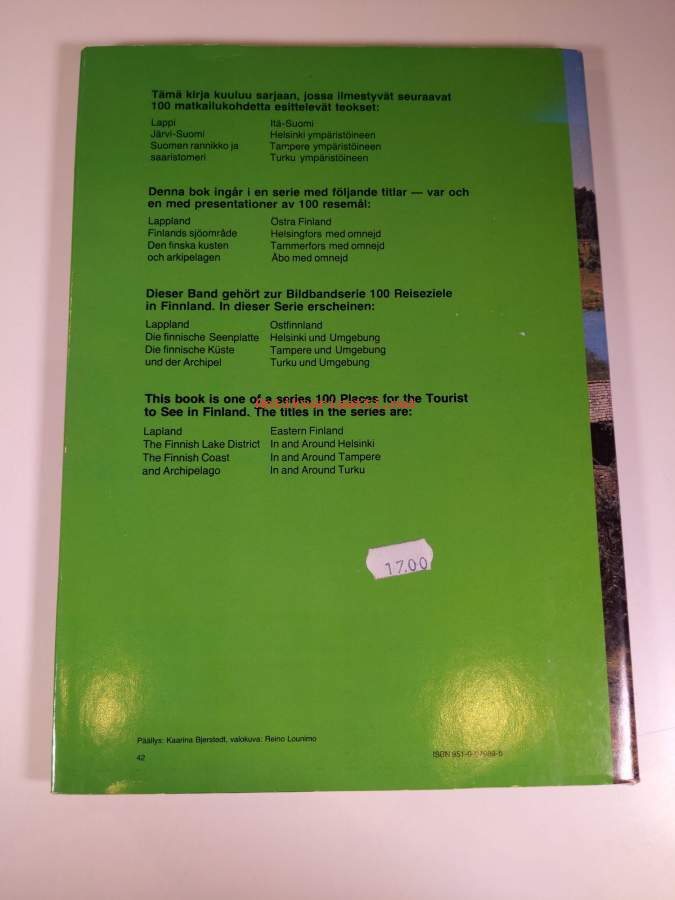 Tämä kirja kuuluu sarjaan, jossa ilmestyvät seuraavat
100 matkailukohdetta esittelevät teokset:
Lappi
Järvi-Suomi
Suomen rannikko ja
saaristomeri
Itä-Suomi
Helsinki ympäristöineen
Tampere ympäristöineen
Turku ympäristöineen
Denna bok ingår i en serie med följande titlar — var och
en med presentationer av 100 resemål:
Lappland
Finlands sjöområde
Den finska kusten
och arkipelagen
Östra Finland
Helsingfors med omnejd
Tammerfors med omnejd
Åbo med omnejd
Dieser Band gehört zur Bildbandserie 100 Reiseziele
in Finnland. In dieser Serie erscheinen:
Lappland
Die finnische Seenplatte
Die finnische Küste
und der Archipel
Ostfinnland
Helsinki und Umgebung
Tampere und Umgebung
Turku und Umgebung
This book is one of a series 100 Places for the Tourist
to See in Finland. The titles in the series are:
Lapland
The Finnish Lake District
The Finnish Coast
and Archipelago
Eastern Finland
In and Around Helsinki
In and Around Tampere
In and Around Turku
17.00
Päällys: Kaarina Bjerstedt, valokuva: Reino Lounimo
42
ISBN